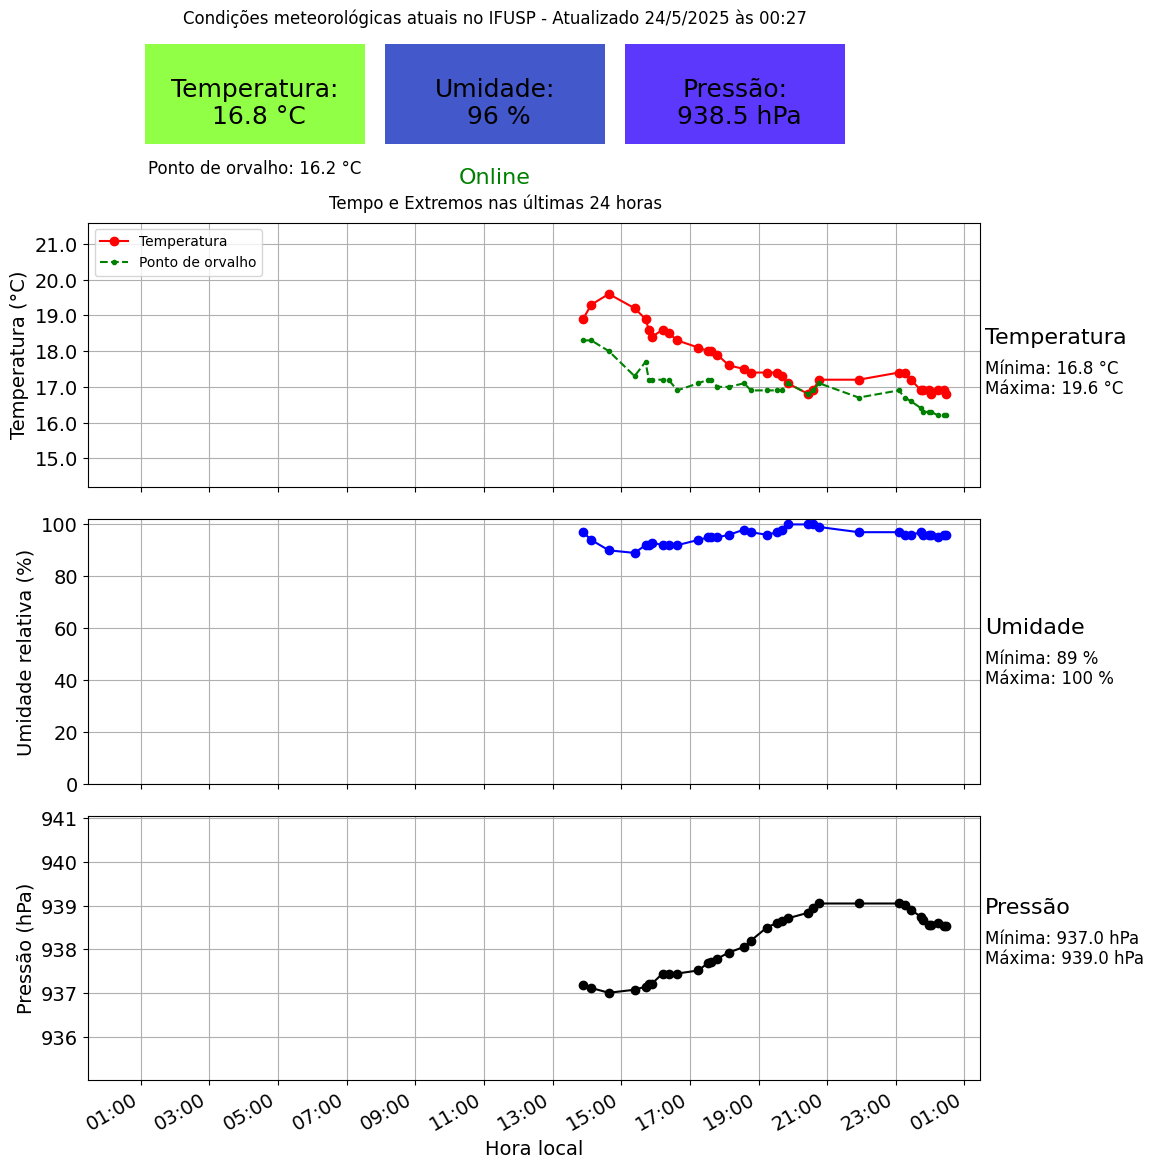 Condições meteorológicas atuais no IFUSP - Atualizado 24/5/2025 às 00:27
Temperatura:
16.8 °C
Umidade:
96 %
Pressão:
938.5 hPa
Ponto de orvalho: 16.2 °C
Online
Tempo e Extremos nas últimas 24 horas
Temperatura
Ponto de orvalho
Temperatura (°C)
21.0
20.0
19.0
18.0
17.0
16.0
15.0
Temperatura
Mínima: 16.8 °C
Máxima: 19.6 °C
Umidade relativa (%)
100
80
60
40
20
0
Umidade
Mínima: 89 %
Máxima: 100 %
Pressão (hPa)
941
940
939
938
937
936
Pressão
Mínima: 937.0 hPa
Máxima: 939.0 hPa
01:00
03:00
05:00
07:00
09:00
11:00
13:00
15:00
17:00
19:00
21:00
23:00
01:00
Hora local